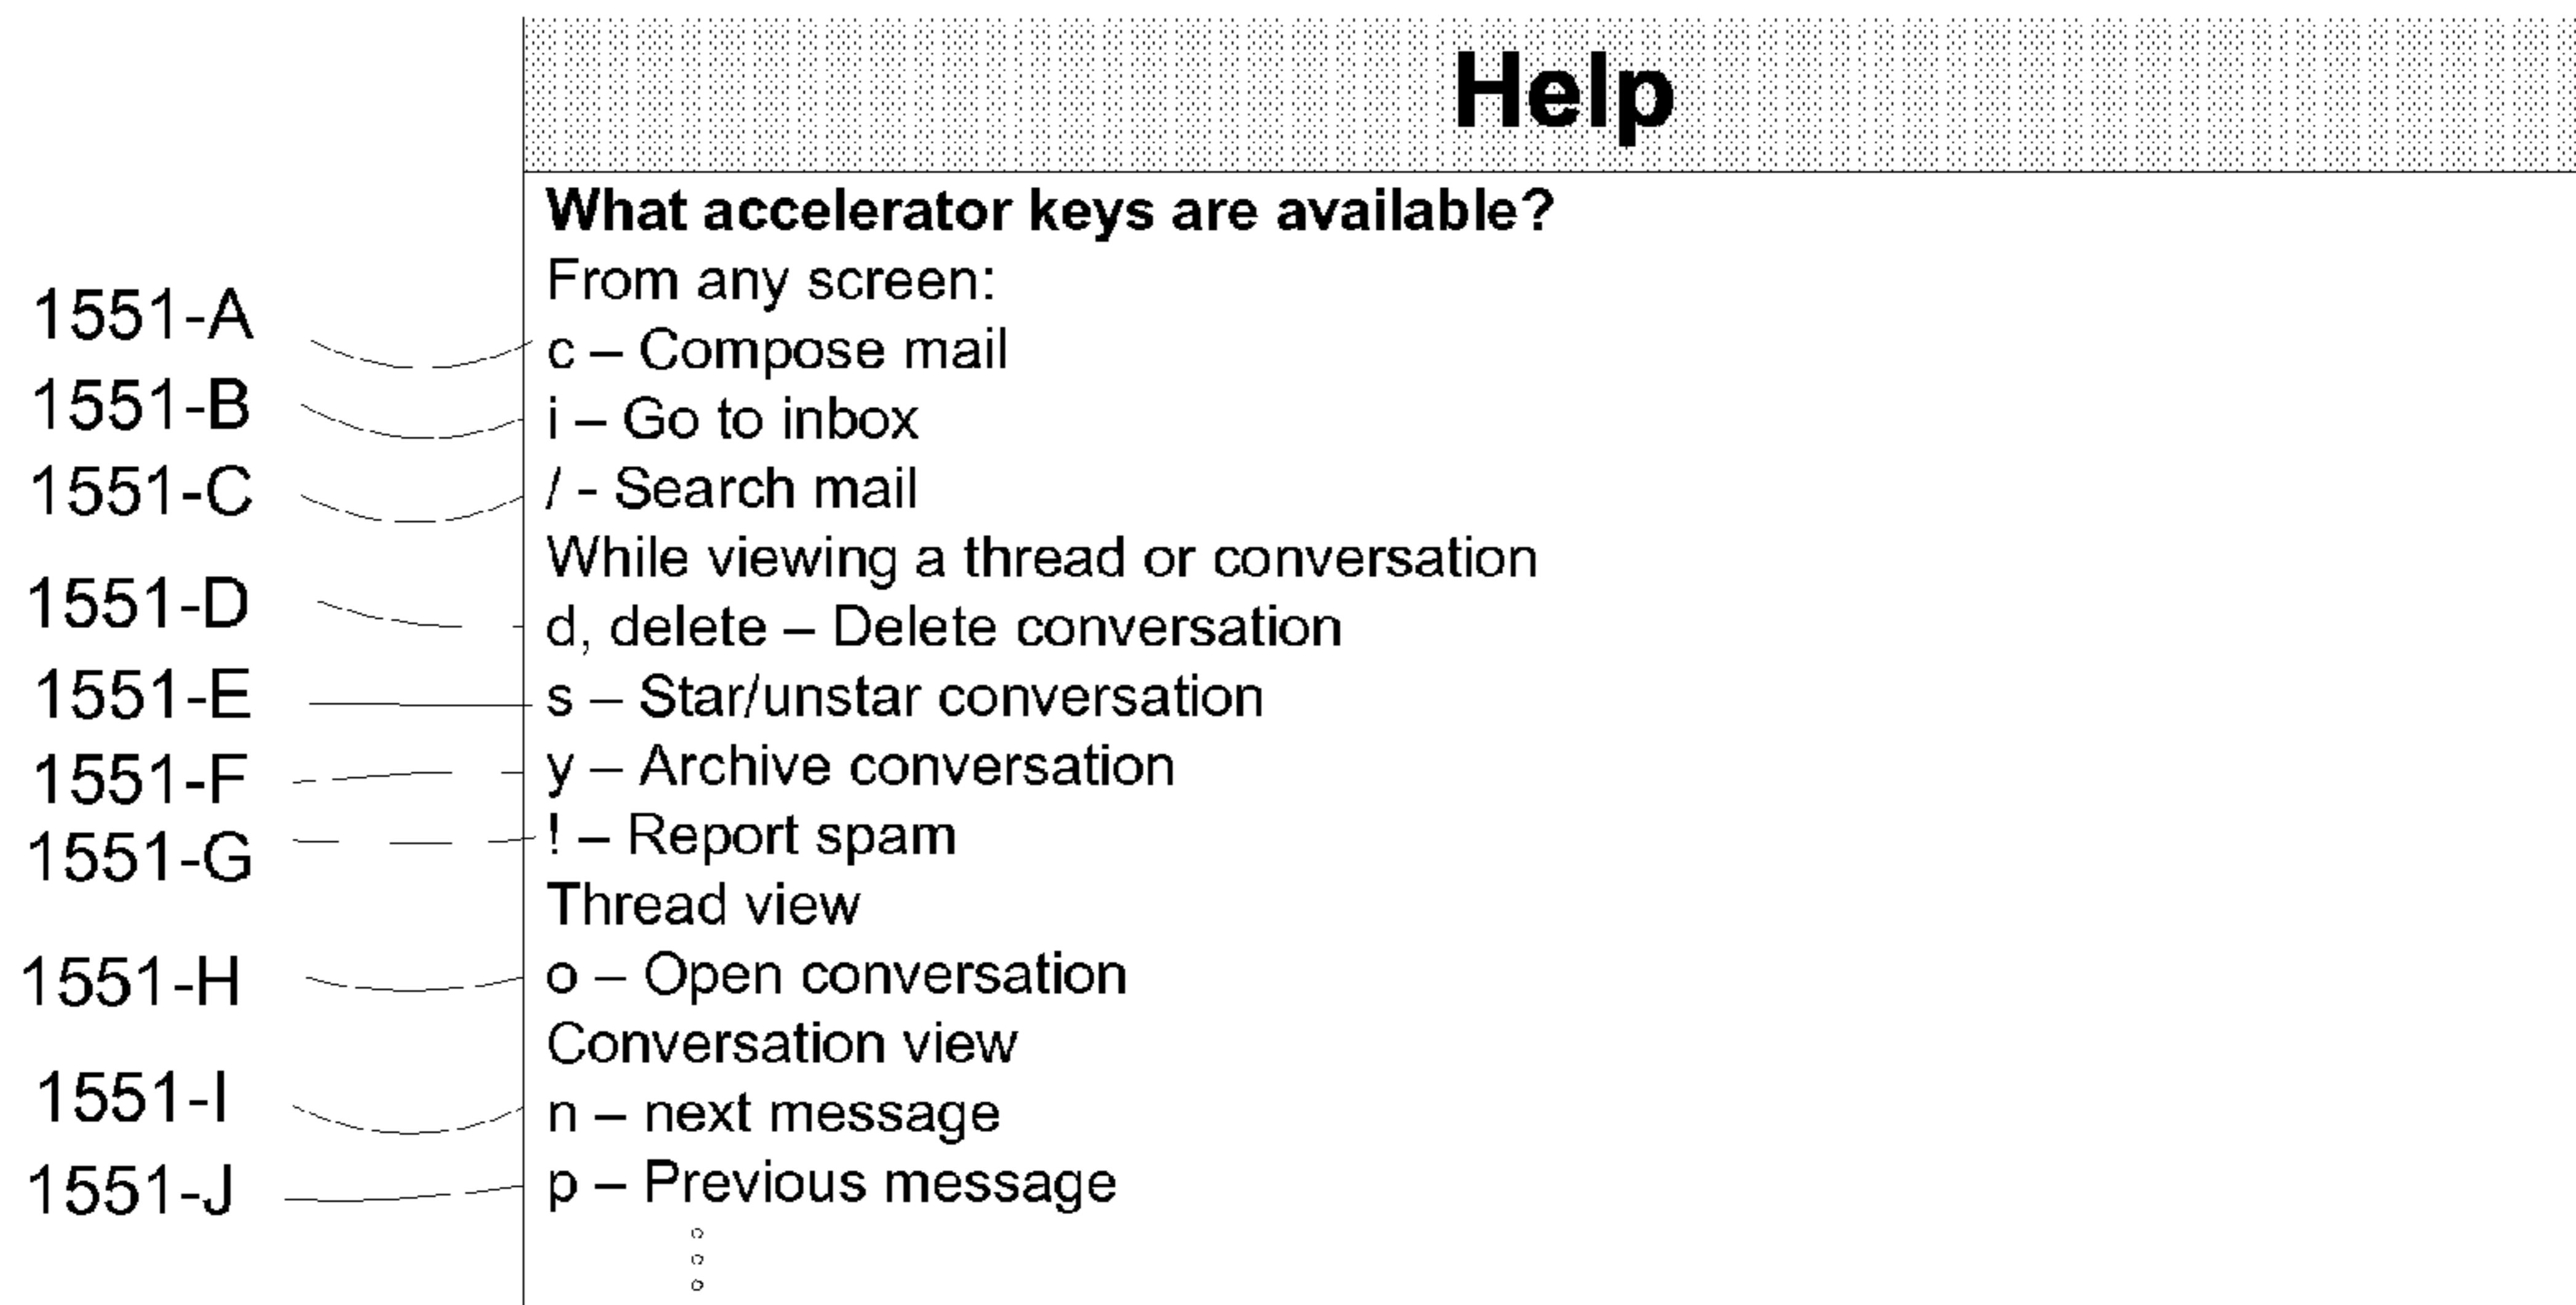 Help
What accelerator keys are available?
From any screen:
1551-A c – Compose mail
1551-B i – Go to inbox
1551-C / - Search mail
While viewing a thread or conversation
1551-D d, delete – Delete conversation
1551-E s – Star/unstar conversation
1551-F y – Archive conversation
1551-G ! – Report spam
Thread view
1551-H o – Open conversation
Conversation view
1551-I n – next message
1551-J p – Previous message